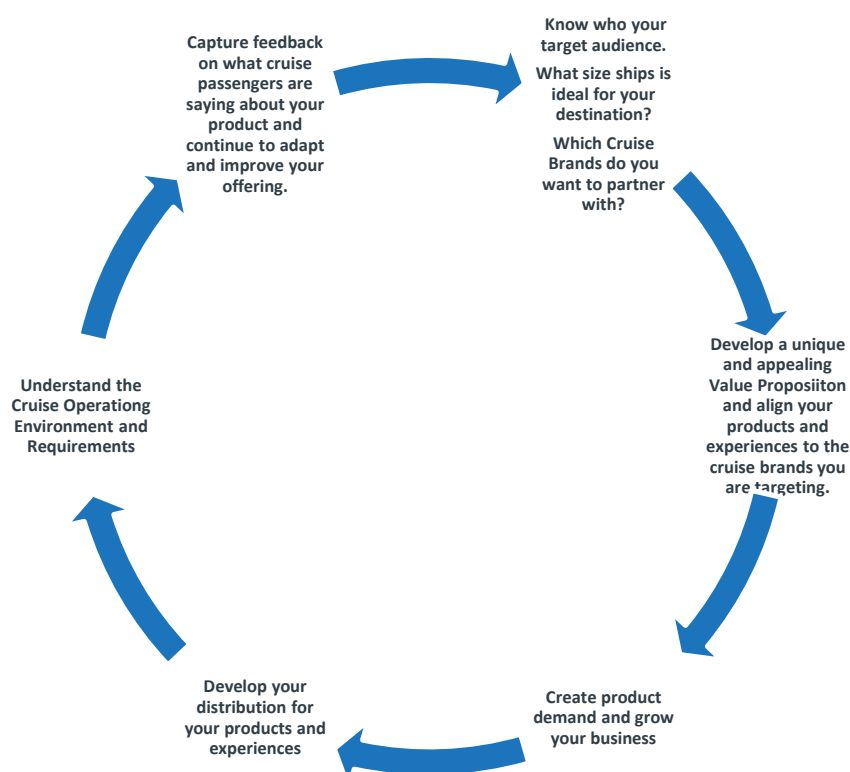 Capture feedback
on what cruise
passengers are
saying about your
product and
continue to adapt
and improve your
offering.
Know who your
target audience.
What size ships is
ideal for your
destination?
Which Cruise
Brands do you
want to partner
with?
Develop a unique
and appealing
Value Proposiiton
and align your
products and
experiences to the
cruise brands you
are targeting.
Create product
demand and grow
your business
Develop your
distribution for
your products and
experiences
Understand the
Cruise Operationg
Environment and
Requirements